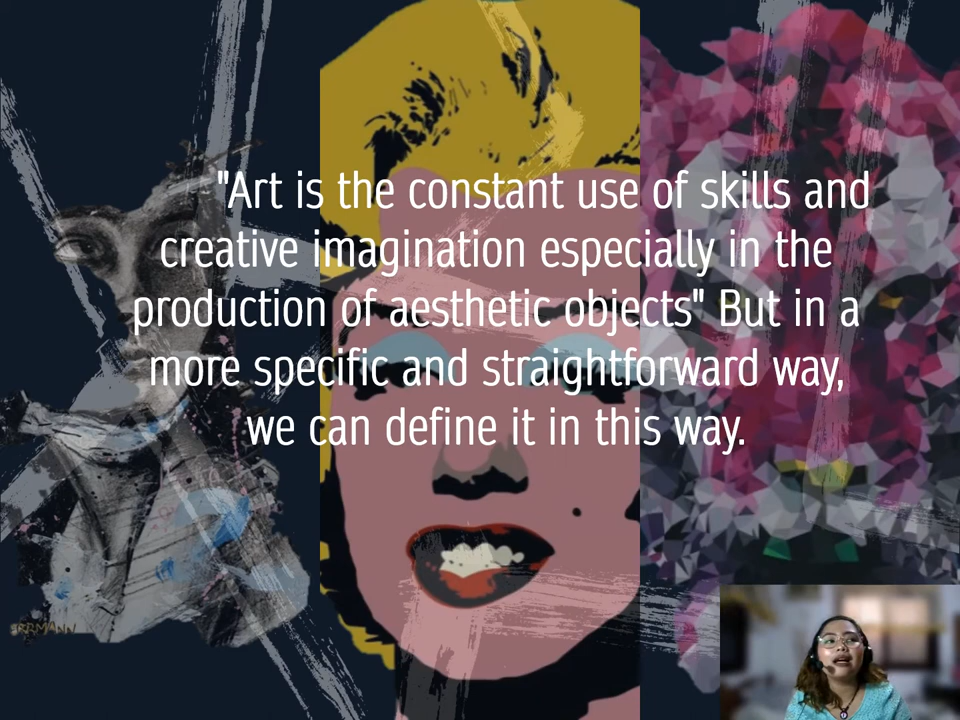 "Art is the constant use of skills and
creative imagination especially in the
production of aesthetic objects" But in a
more specific and straightforward way,
we can define it in this way.